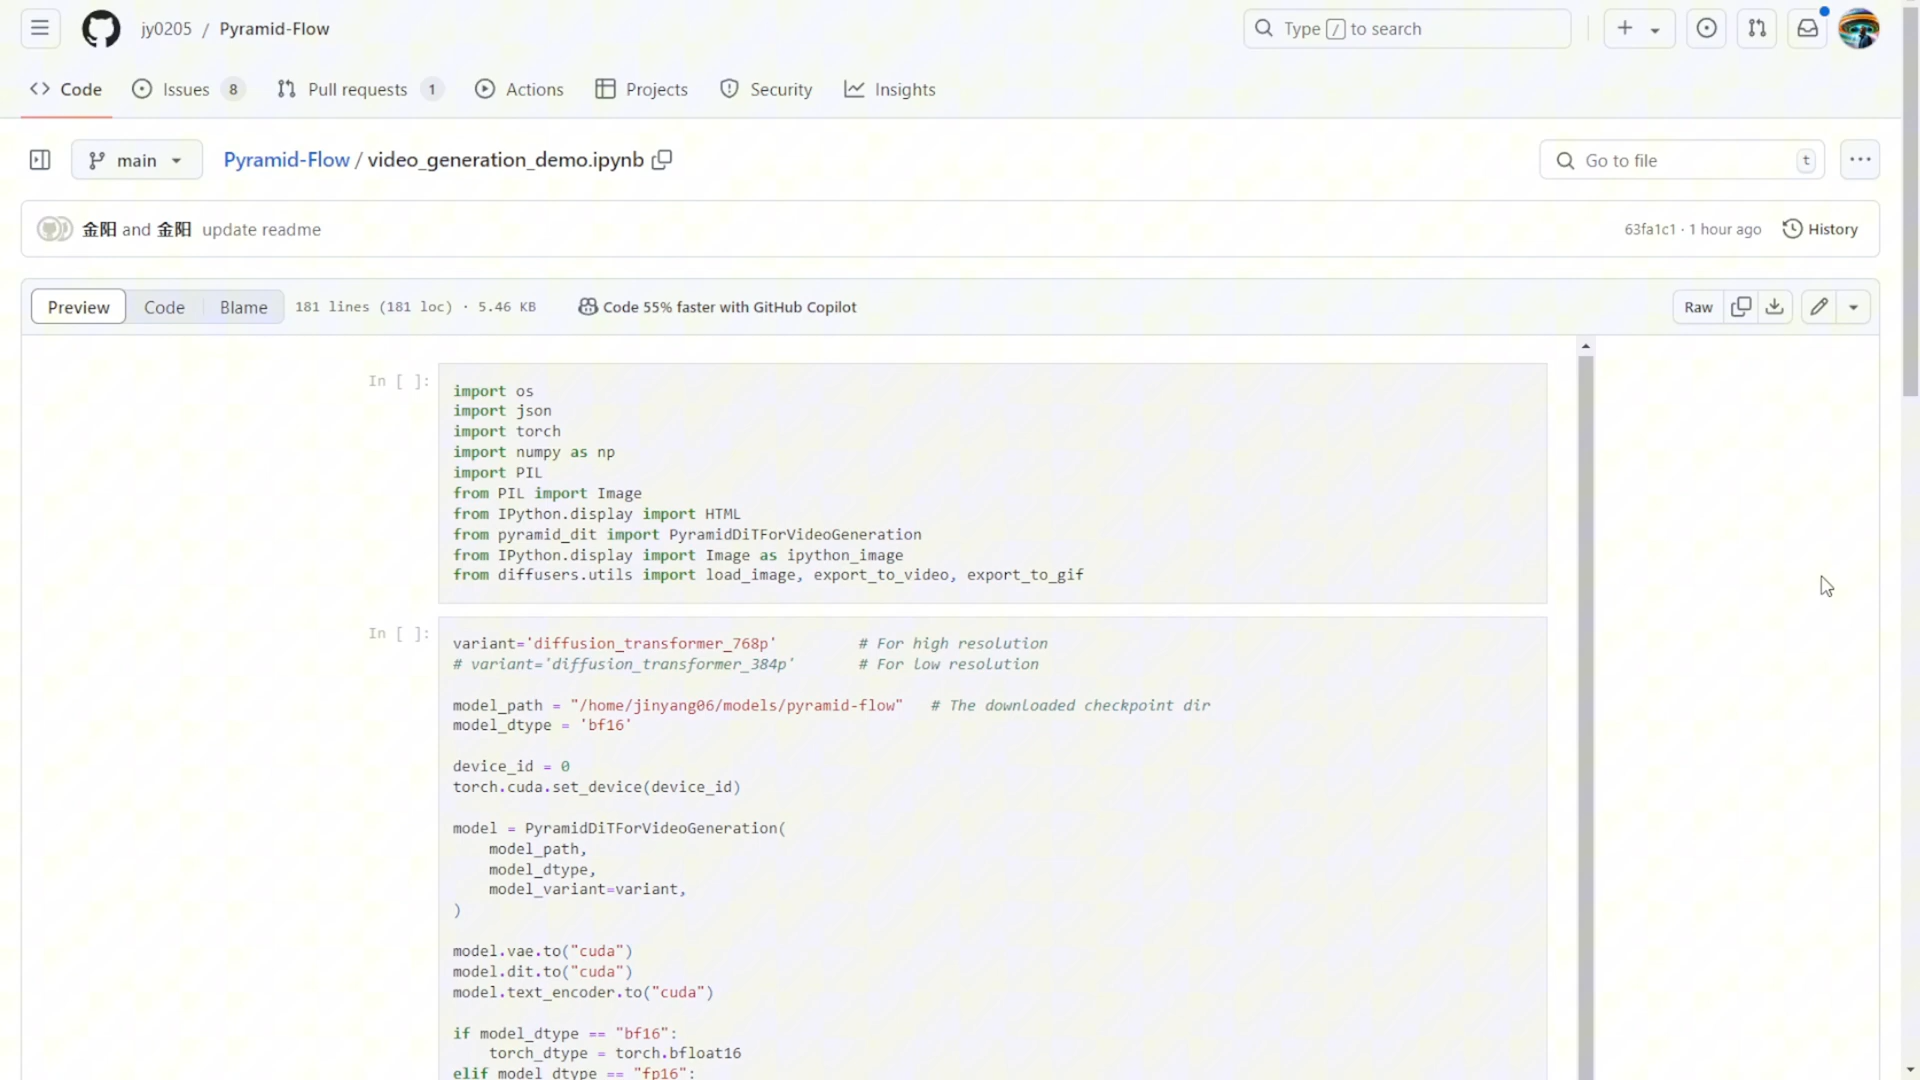 jy0205 / Pyramid-Flow
Type / to search
Code
Issues 8
Pull requests 1
Actions
Projects
Security
Insights
main
Pyramid-Flow / video_generation_demo.ipynb
Go to file t
金阳 and 金阳 update readme
63fa1c1 · 1 hour ago
History
Preview
Code
Blame
181 lines (181 loc) · 5.46 KB
Code 55% faster with GitHub Copilot
Raw
In [ ]:
import os
import json
import torch
import numpy as np
import PIL
from PIL import Image
from IPython.display import HTML
from pyramid_dit import PyramidDiTForVideoGeneration
from IPython.display import Image as ipython_image
from diffusers.utils import load_image, export_to_video, export_to_gif
In [ ]:
variant='diffusion_transformer_768p' # For high resolution
# variant='diffusion_transformer_384p' # For low resolution
model_path = "/home/jinyang06/models/pyramid-flow" # The downloaded checkpoint dir
model_dtype = 'bf16'
device_id = 0
torch.cuda.set_device(device_id)
model = PyramidDiTForVideoGeneration(
model_path,
model_dtype,
model_variant=variant,
)
model.vae.to("cuda")
model.dit.to("cuda")
model.text_encoder.to("cuda")
if model_dtype == "bf16":
torch_dtype = torch.bfloat16
elif model_dtype == "fp16":